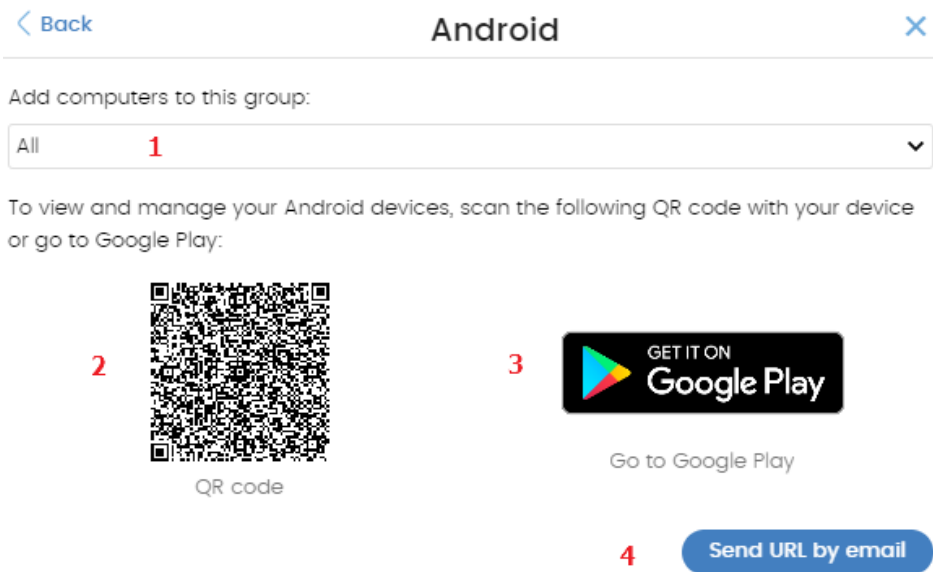 Back
Android
Add computers to this group:
All
1
To view and manage your Android devices, scan the following QR code with your device
or go to Google Play:
2
3
GET IT ON
Google Play
QR code
Go to Google Play
4
Send URL by email